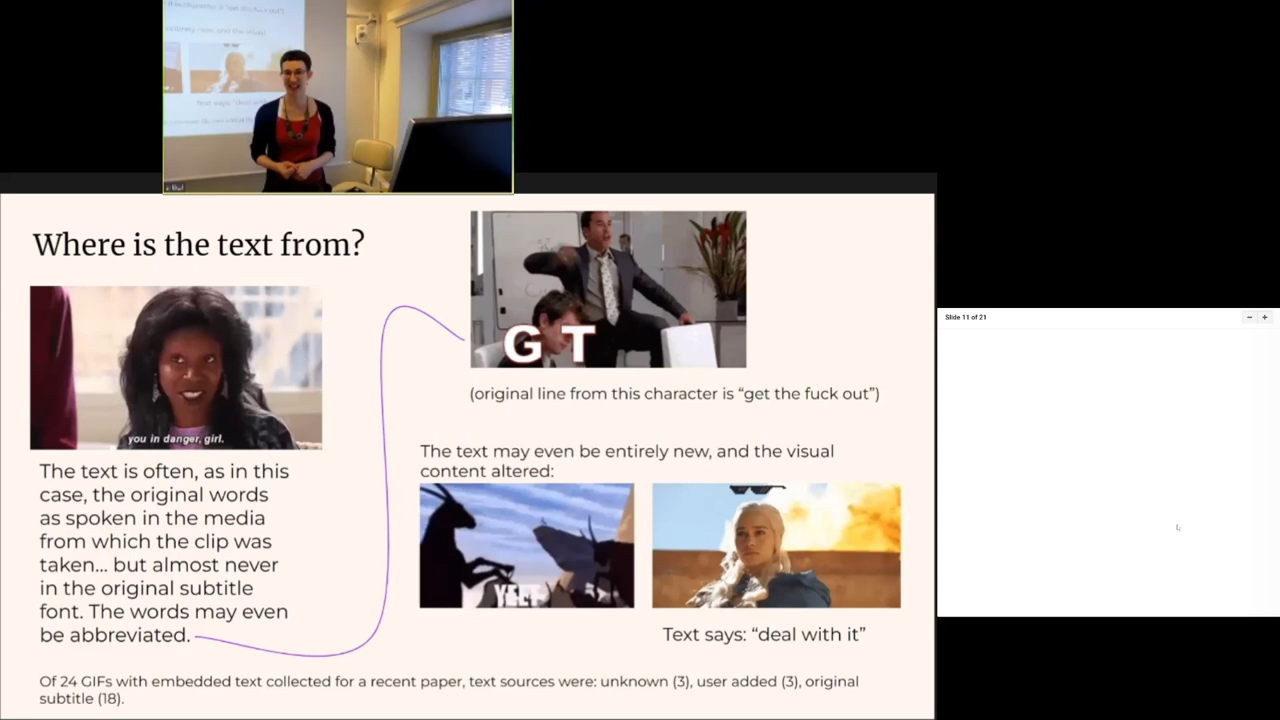 Where is the text from?
you in danger, girl.
The text is often, as in this
case, the original words
as spoken in the media
from which the clip was
taken... but almost never
in the original subtitle
font. The words may even
be abbreviated.
G T
(original line from this character is “get the fuck out”)
The text may even be entirely new, and the visual
content altered:
YEET
Text says: “deal with it”
Of 24 GIFs with embedded text collected for a recent paper, text sources were: unknown (3), user added (3), original
subtitle (18).
Slide 11 of 21